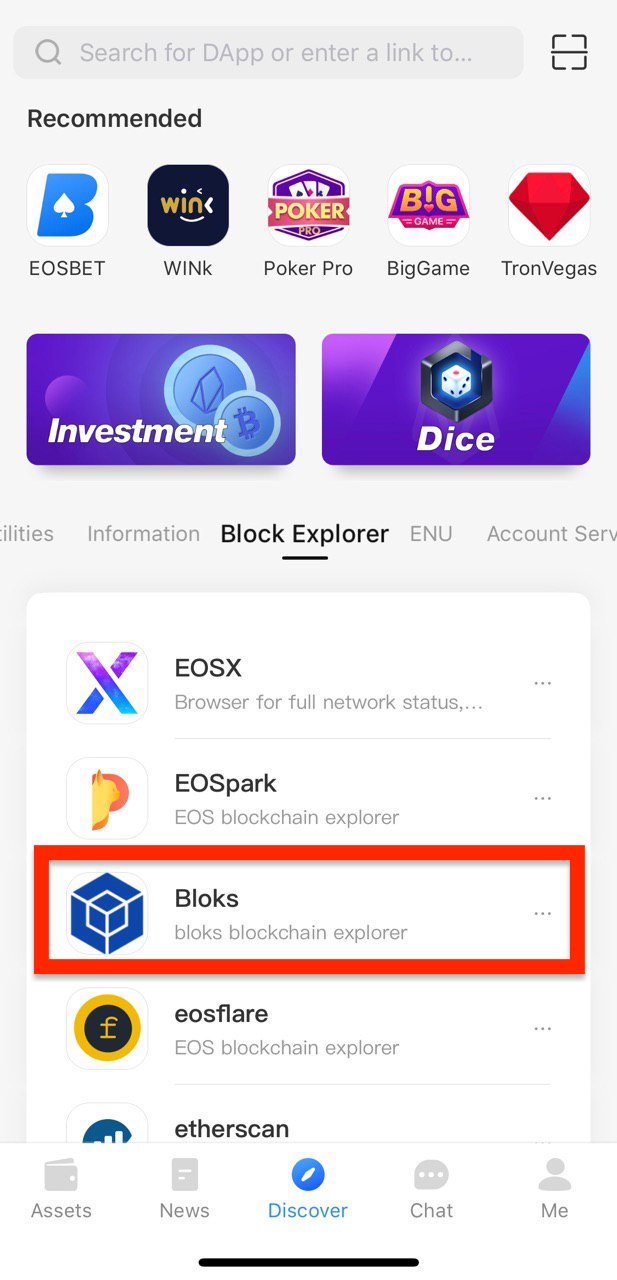 Search for DApp or enter a link to...
Recommended
WINk
POKER
PRO
B!G
GAME
EOSBET
WINk
Poker Pro
BigGame
TronVegas
Investment
Dice
ilities
Information
Block Explorer
ENU
Account Serv
EOSX
Browser for full network status,...
EOSpark
EOS blockchain explorer
Bloks
bloks blockchain explorer
eosflare
EOS blockchain explorer
etherscan
Assets
News
Discover
Chat
Me